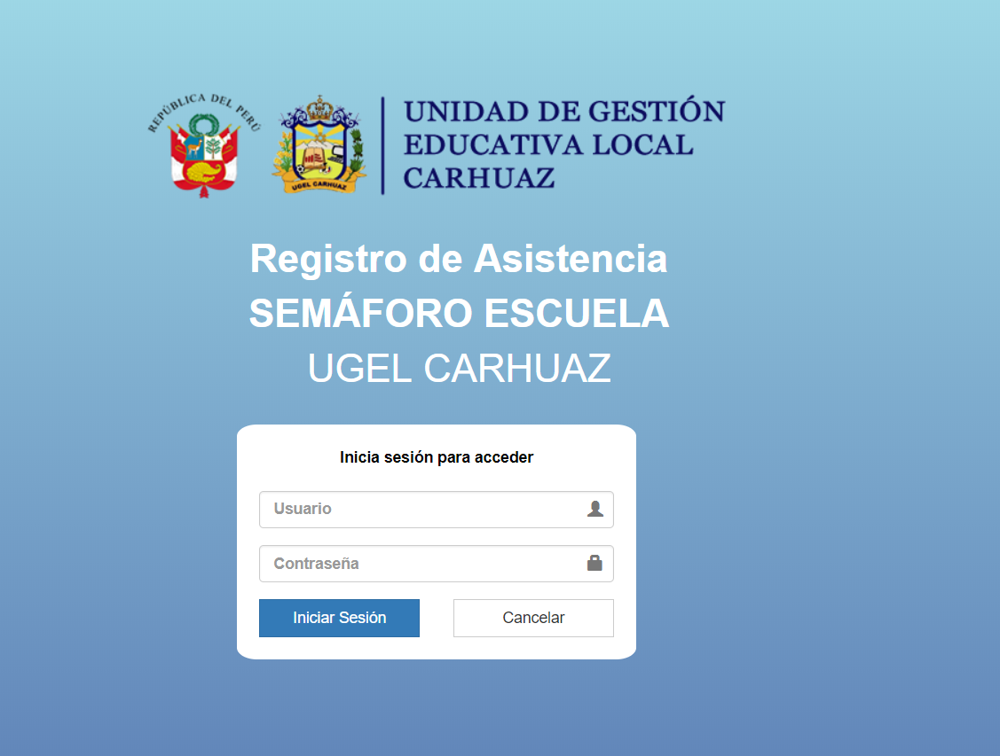 REPÚBLICA DEL PERÚ
UGEL CARHUAZ
UNIDAD DE GESTIÓN
EDUCATIVA LOCAL
CARHUAZ
Registro de Asistencia
SEMÁFORO ESCUELA
UGEL CARHUAZ
Inicia sesión para acceder
Usuario
Contraseña
Iniciar Sesión
Cancelar